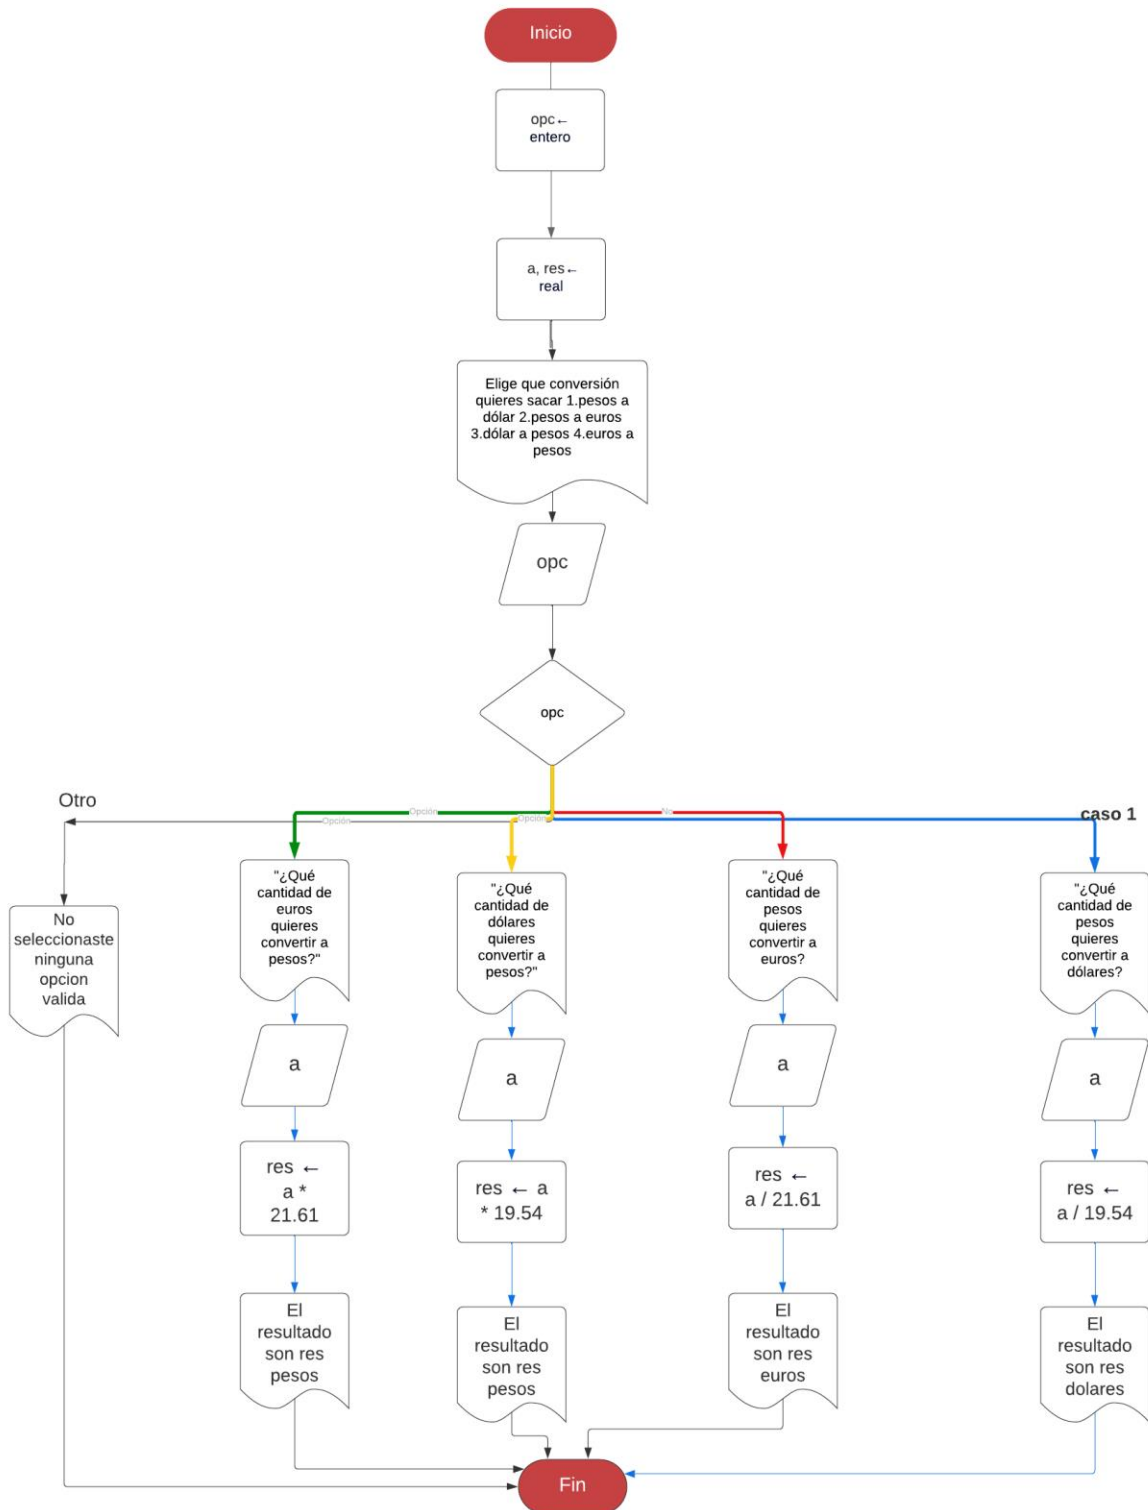 Inicio
opc←
entero
a, res←
real
Elige que conversión
quieres sacar 1.pesos a
dólar 2.pesos a euros
3.dólar a pesos 4.euros a
pesos
opc
opc
Otro
Opción
Opción
Opción
No
caso 1
No
seleccionaste
ninguna
opcion
valida
"¿Qué
cantidad de
euros
quieres
convertir a
pesos?"
a
res ←
a *
21.61
El
resultado
son res
pesos
"¿Qué
cantidad de
dólares
quieres
convertir a
pesos?"
a
res ← a
* 19.54
El
resultado
son res
pesos
"¿Qué
cantidad de
pesos
quieres
convertir a
euros?
a
res ←
a / 21.61
El
resultado
son res
euros
"¿Qué
cantidad de
pesos
quieres
convertir a
dólares?
a
res ←
a / 19.54
El
resultado
son res
dolares
Fin